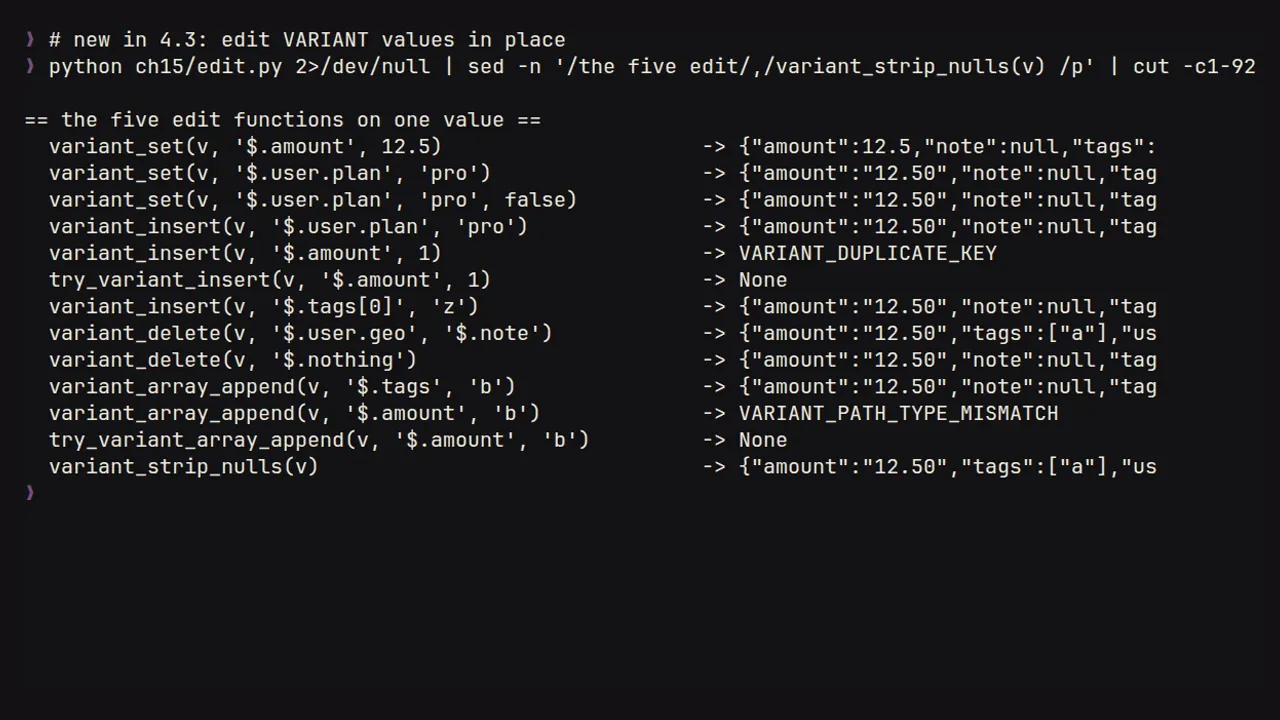 ❯ # new in 4.3: edit VARIANT values in place
❯ python ch15/edit.py 2>/dev/null | sed -n '/the five edit/,/variant_strip_nulls(v) /p' | cut -c1-92
== the five edit functions on one value ==
variant_set(v, '$.amount', 12.5) -> {"amount":12.5,"note":null,"tags":
variant_set(v, '$.user.plan', 'pro') -> {"amount":"12.50","note":null,"tag
variant_set(v, '$.user.plan', 'pro', false) -> {"amount":"12.50","note":null,"tag
variant_insert(v, '$.user.plan', 'pro') -> {"amount":"12.50","note":null,"tag
variant_insert(v, '$.amount', 1) -> VARIANT_DUPLICATE_KEY
try_variant_insert(v, '$.amount', 1) -> None
variant_insert(v, '$.tags[0]', 'z') -> {"amount":"12.50","note":null,"tag
variant_delete(v, '$.user.geo', '$.note') -> {"amount":"12.50","tags":["a"],"us
variant_delete(v, '$.nothing') -> {"amount":"12.50","note":null,"tag
variant_array_append(v, '$.tags', 'b') -> {"amount":"12.50","note":null,"tag
variant_array_append(v, '$.amount', 'b') -> VARIANT_PATH_TYPE_MISMATCH
try_variant_array_append(v, '$.amount', 'b') -> None
variant_strip_nulls(v) -> {"amount":"12.50","tags":["a"],"us
❯